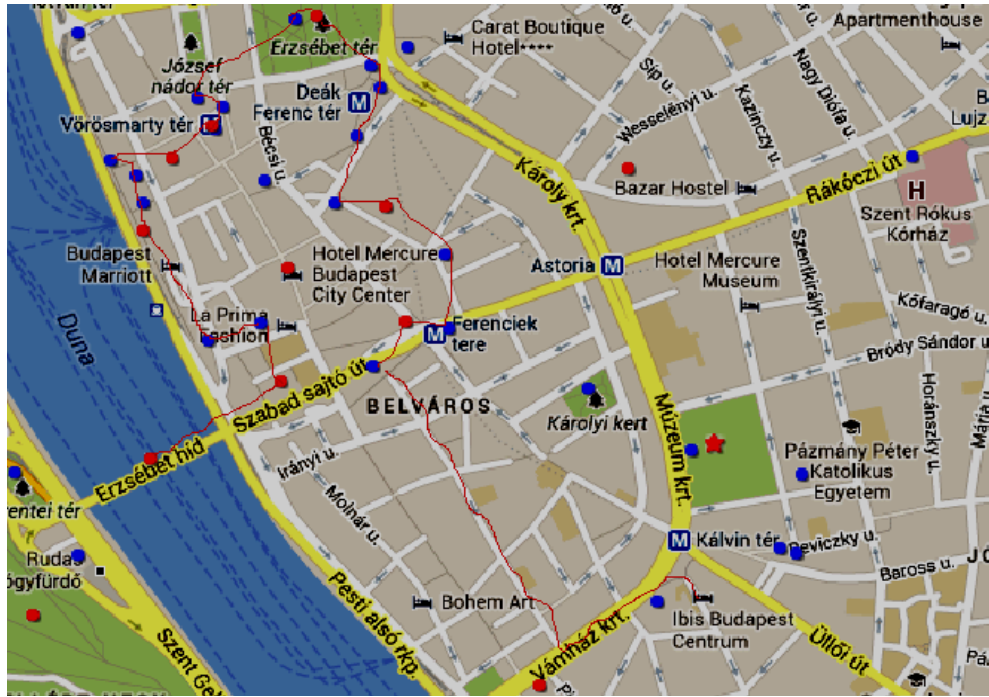 Carat Boutique
Hotel****
Apartmenthouse
Erzsébet tér
József
nádor tér
Deák
Ferenc tér
M
Vörösmarty tér
Bécsi u.
Síp u.
Wesselényi u.
Kazinczy u.
Nagy Diófa u.
Károly krt.
Bazar Hostel
Rákóczi út
H
Szent Rókus
Kórház
Budapest
Marriott
Hotel Mercure
Budapest
City Center
Astoria
M
Hotel Mercure
Museum
Szentkirályi u.
Kőfaragó u.
Bródy Sándor u.
Horánszky u.
La Prima
Fashion
M
Ferenciek
tere
Duna
Szabad sajtó út
BELVÁROS
Károlyi kert
Múzeum krt.
Pázmány Péter
Katolikus
Egyetem
Erzsébet híd
Irányi u.
Molnár u.
M
Kálvin tér
Reviczky u.
Baross u.
Rudas
Bohem Art
Pesti alsó rkp.
Vámház krt.
Ibis Budapest
Centrum
Üllői út